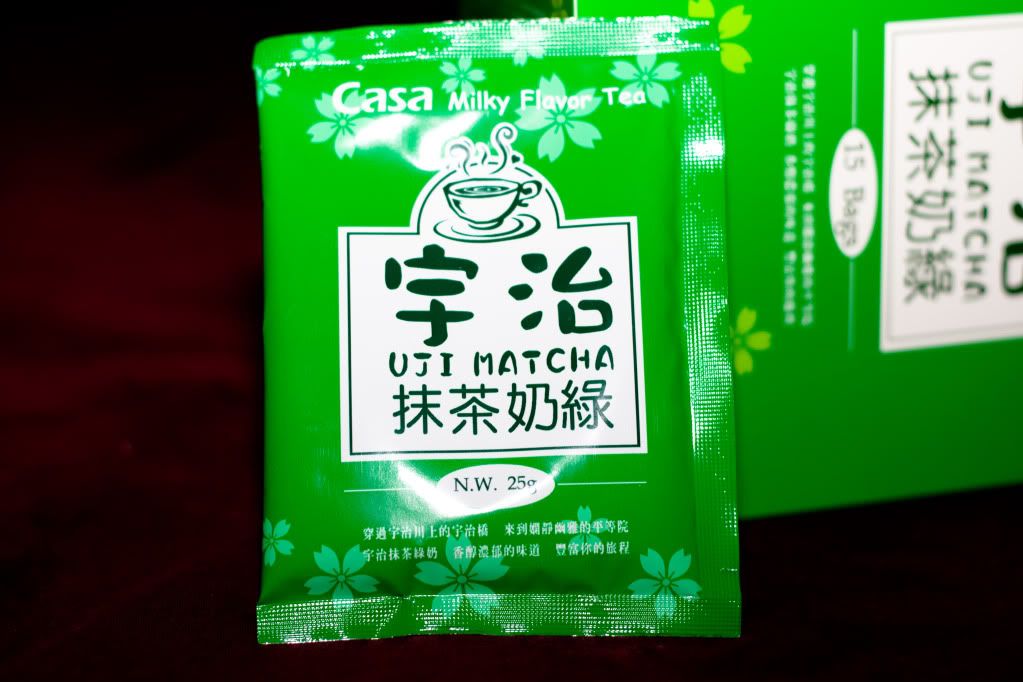 Casa Milky Flavor Tea
宇治
UJI MATCHA
抹茶奶綠
N.W. 25g
穿過宇治川上的宇治橋 來到嫻靜幽雅的平等院
宇治抹茶綠奶 香醇濃郁的味道 豐富你的旅程
15 Bags
UJI MATCHA
抹茶奶綠